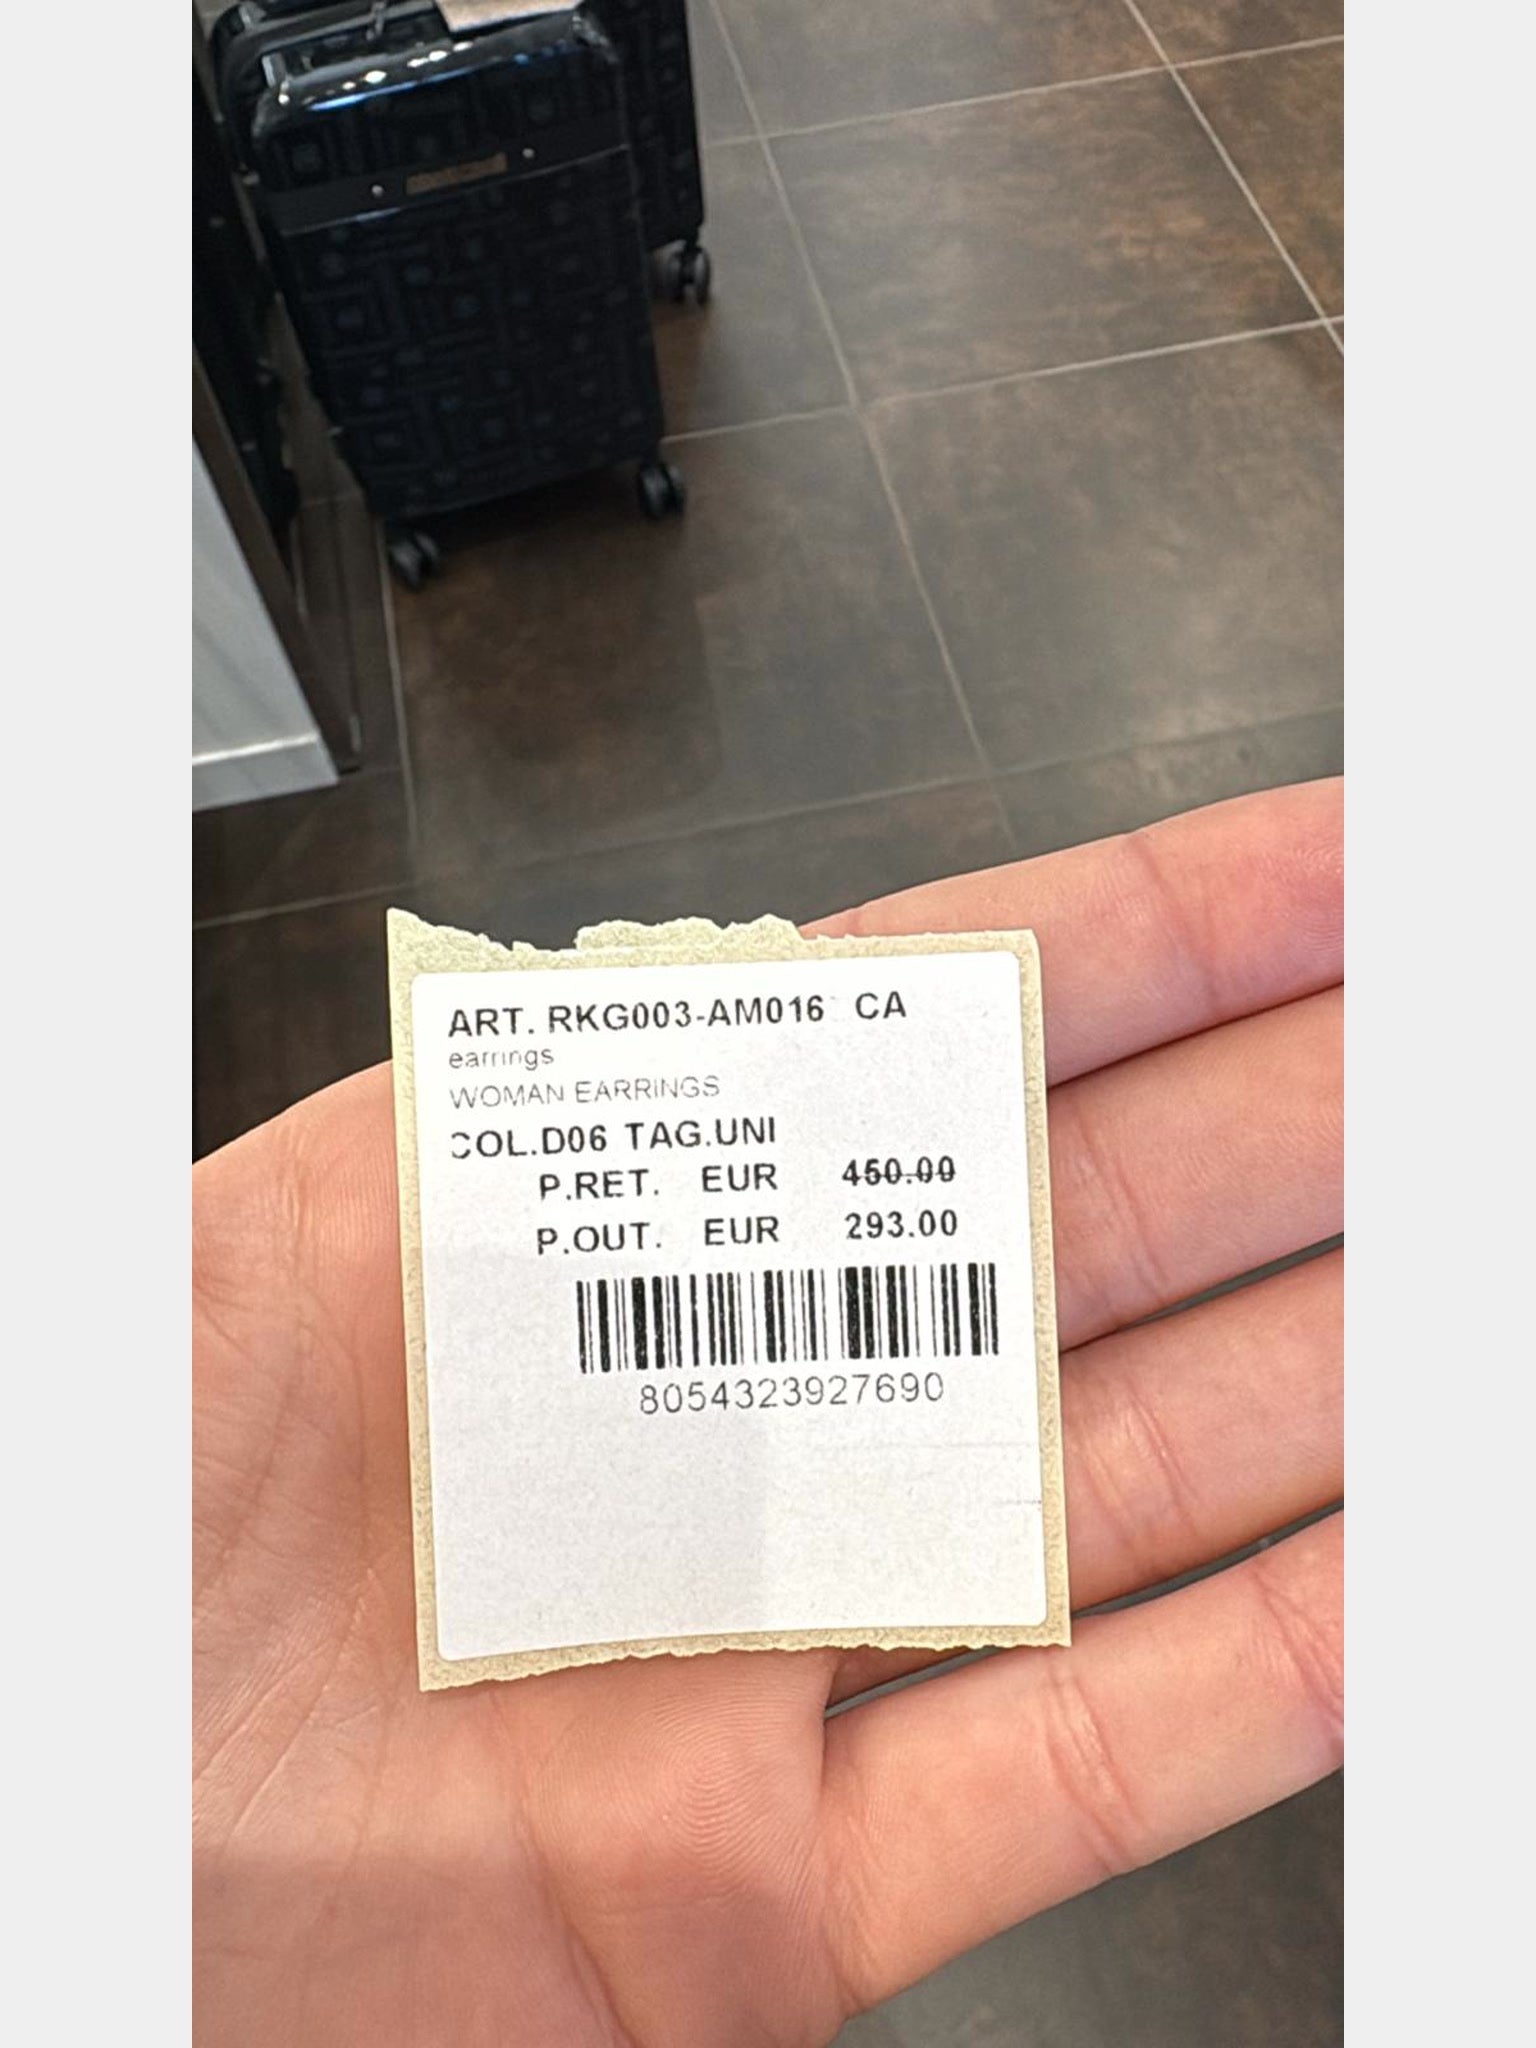 ART. RKG003-AM016 CA
earrings
WOMAN EARRINGS
COL.D06 TAG.UNI
P.RET. EUR 450.00
P.OUT. EUR 293.00
8054323927690